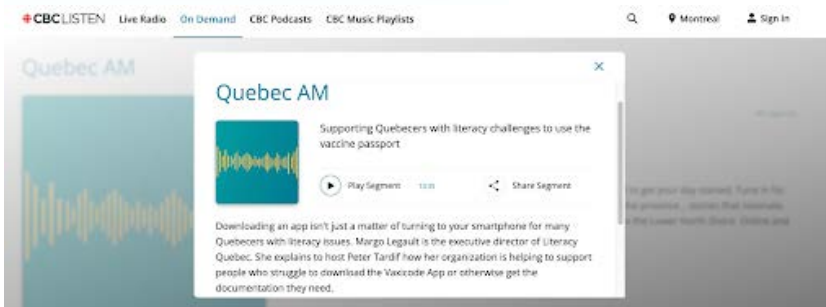 CBC LISTEN Live Radio On Demand CBC Podcasts CBC Music Playlists Montreal Sign In
Quebec AM
Quebec AM
Supporting Quebecers with literacy challenges to use the
vaccine passport
Play Segment Share Segment
Downloading an app isn't just a matter of turning to your smartphone for many
Quebecers with literacy issues. Margo Legault is the executive director of Literacy
Quebec. She explains to host Peter Tardif how her organization is helping to support
people who struggle to download the Vaxicode App or otherwise get the
documentation they need.